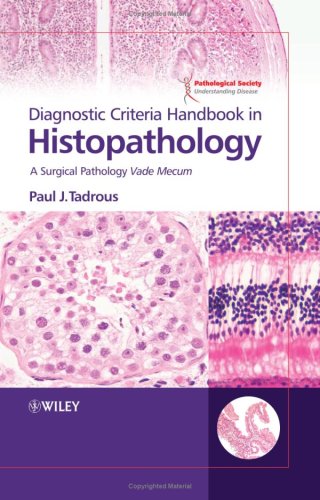 Pathological Society
Understanding Disease
Diagnostic Criteria Handbook in
Histopathology
A Surgical Pathology Vade Mecum
Paul J. Tadrous
WILEY
Copyrighted Material
Copyrighted Material